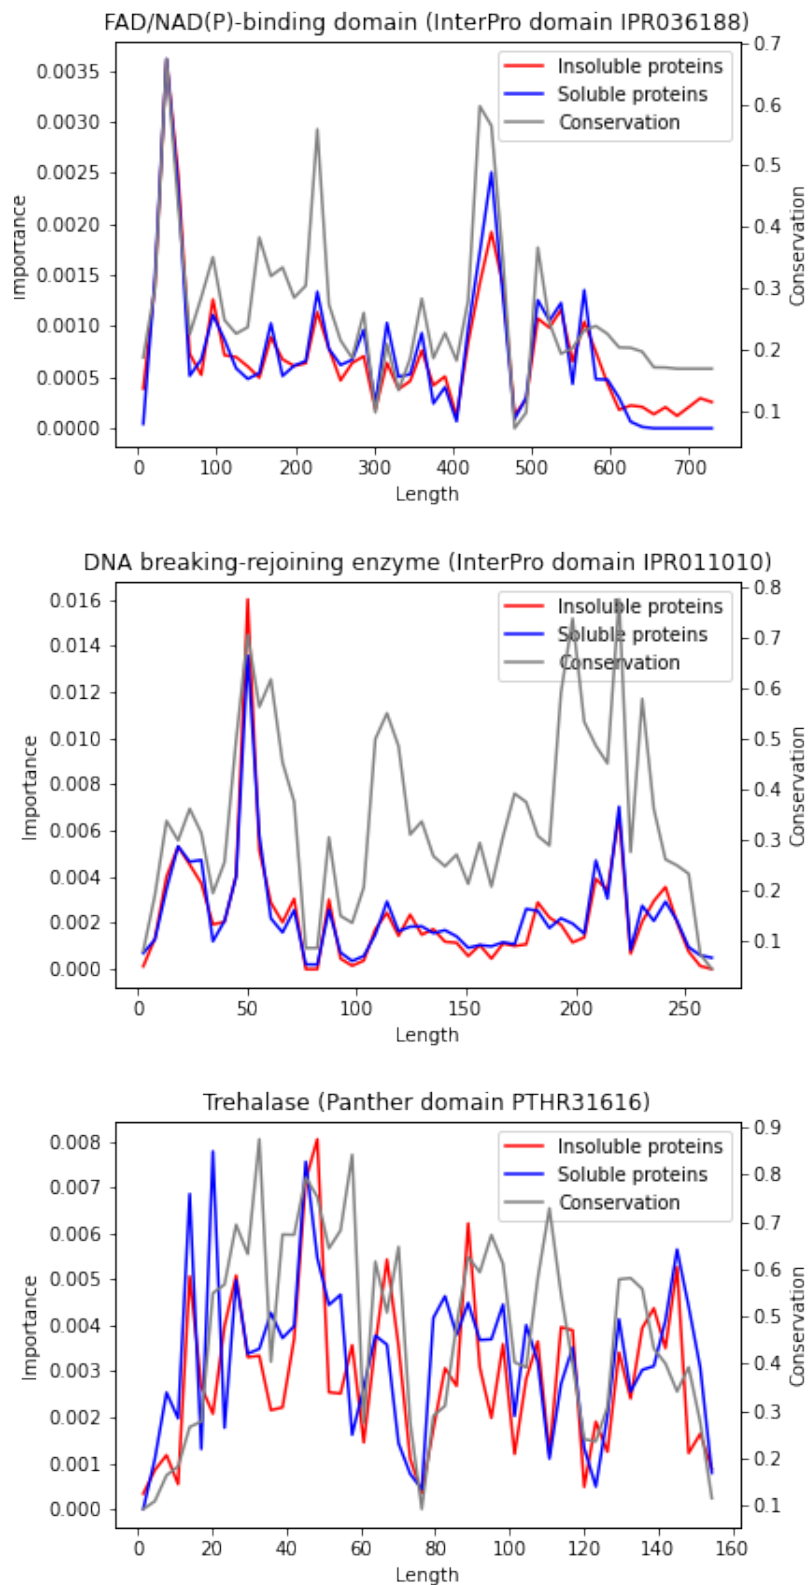 FAD/NAD(P)-binding domain (InterPro domain IPR036188)
0.0035
0.0030
0.0025
0.0020
0.0015
0.0010
0.0005
0.0000
Importance
Insoluble proteins
Soluble proteins
Conservation
0.7
0.6
0.5
0.4
0.3
0.2
0.1
Conservation
0 100 200 300 400 500 600 700
Length
DNA breaking-rejoining enzyme (InterPro domain IPR011010)
0.016
0.014
0.012
0.010
0.008
0.006
0.004
0.002
0.000
Importance
Insoluble proteins
Soluble proteins
Conservation
0.8
0.7
0.6
0.5
0.4
0.3
0.2
0.1
Conservation
0 50 100 150 200 250
Length
Trehalase (Panther domain PTHR31616)
0.008
0.007
0.006
0.005
0.004
0.003
0.002
0.001
0.000
Importance
Insoluble proteins
Soluble proteins
Conservation
0.9
0.8
0.7
0.6
0.5
0.4
0.3
0.2
0.1
Conservation
0 20 40 60 80 100 120 140 160
Length